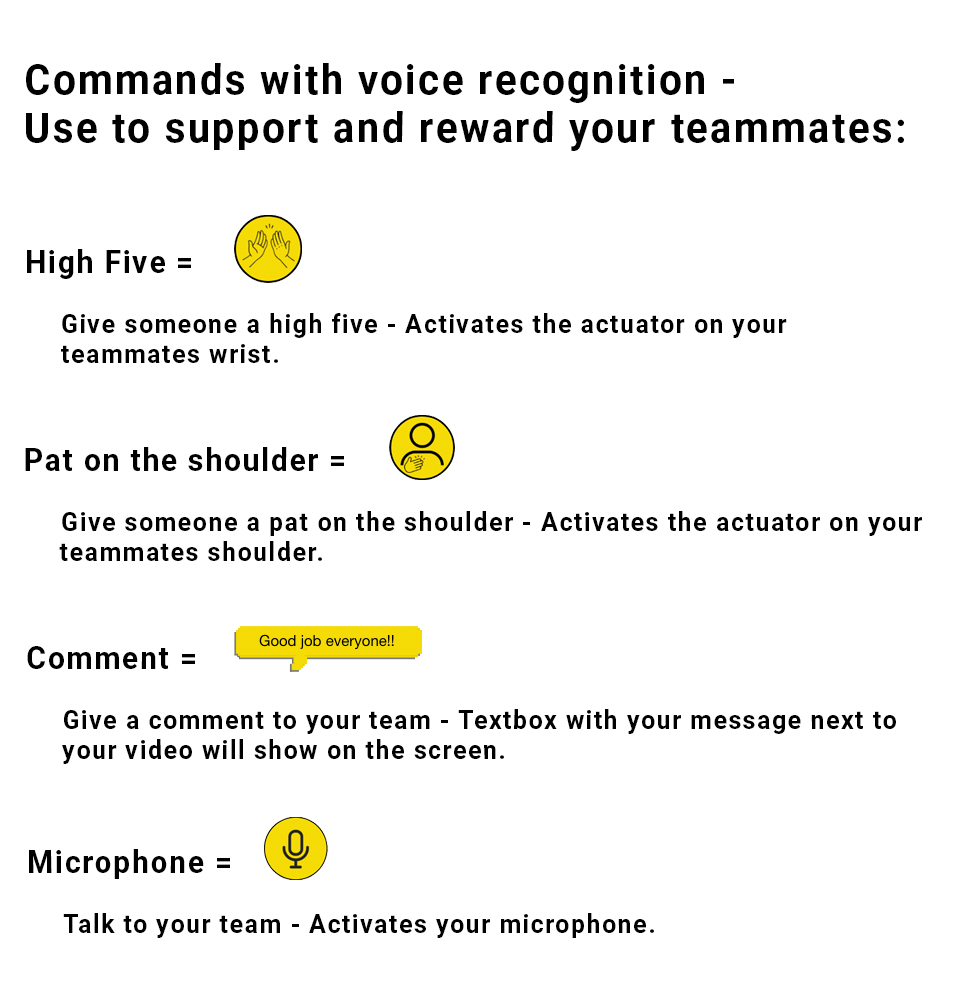 Commands with voice recognition -
Use to support and reward your teammates:
High Five =
Give someone a high five - Activates the actuator on your
teammates wrist.
Pat on the shoulder =
Give someone a pat on the shoulder - Activates the actuator on your
teammates shoulder.
Comment =
Good job everyone!!
Give a comment to your team - Textbox with your message next to
your video will show on the screen.
Microphone =
Talk to your team - Activates your microphone.